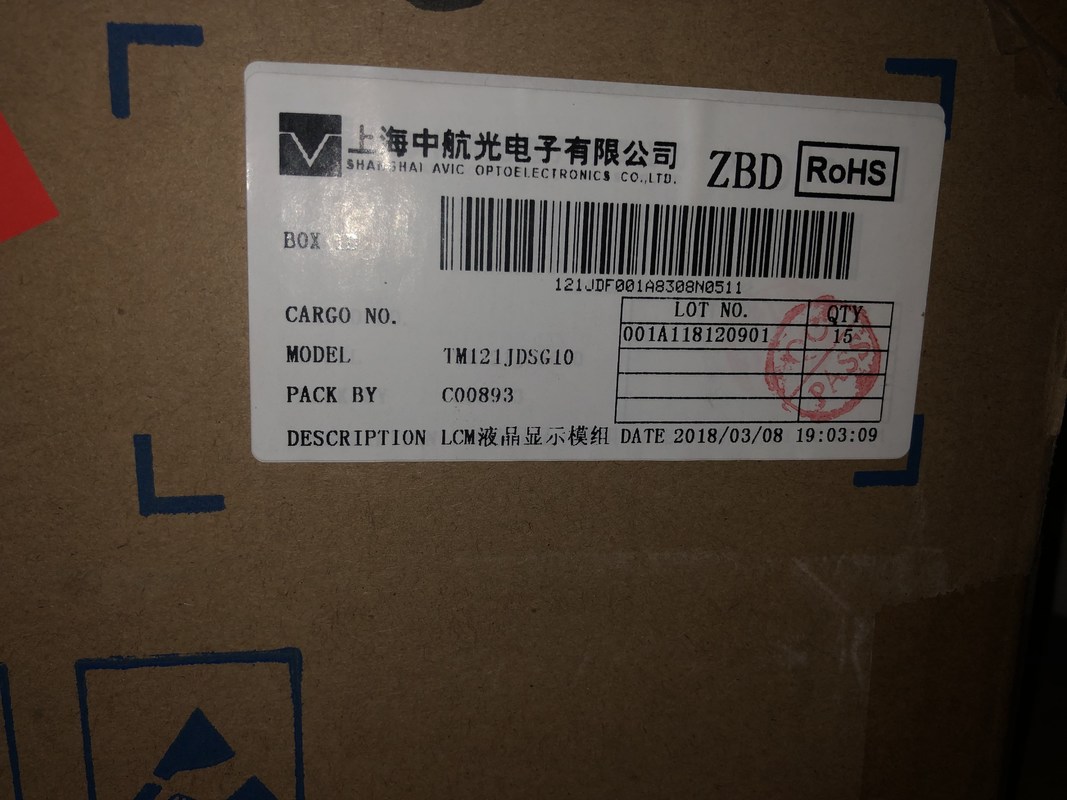 上海中航光电子有限公司
SHANGHAI AVIC OPTOELECTRONICS CO.,LTD.
ZBD
RoHS
BOX ID
121JDF001A8308N0511
CARGO NO.
LOT NO. QTY
001A118120901 15
MODEL TM121JDSG10
PACK BY C00893
DESCRIPTION LCM液晶显示模组 DATE 2018/03/08 19:03:09
PASS